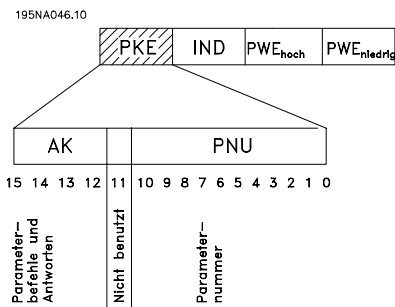 195NA046.10
PKE IND PWEhoch PWEniedrig
AK PNU
15 14 13 12 11 10 9 8 7 6 5 4 3 2 1 0
Parameter-
befehle und
Antworten
Nicht benutzt
Parameter-
nummer